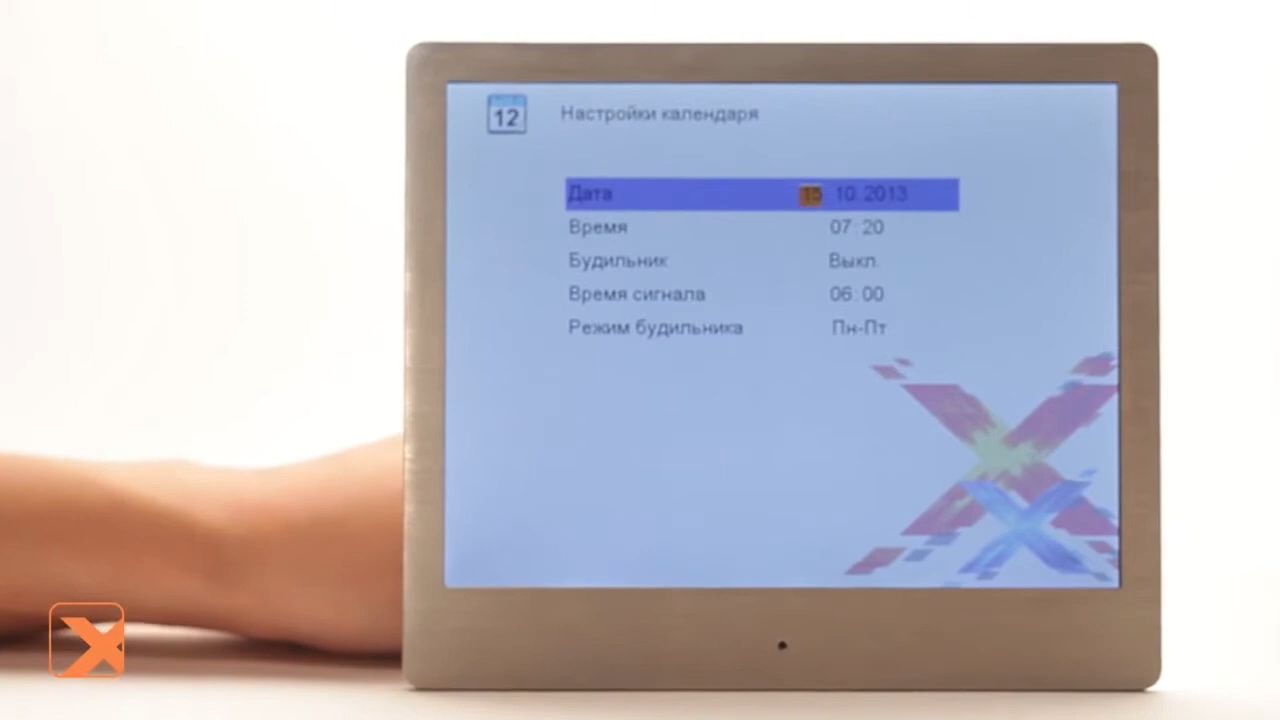 12 Настройки календаря
Дата 15 10.2013
Время 07:20
Будильник Выкл.
Время сигнала 06:00
Режим будильника Пн-Пт